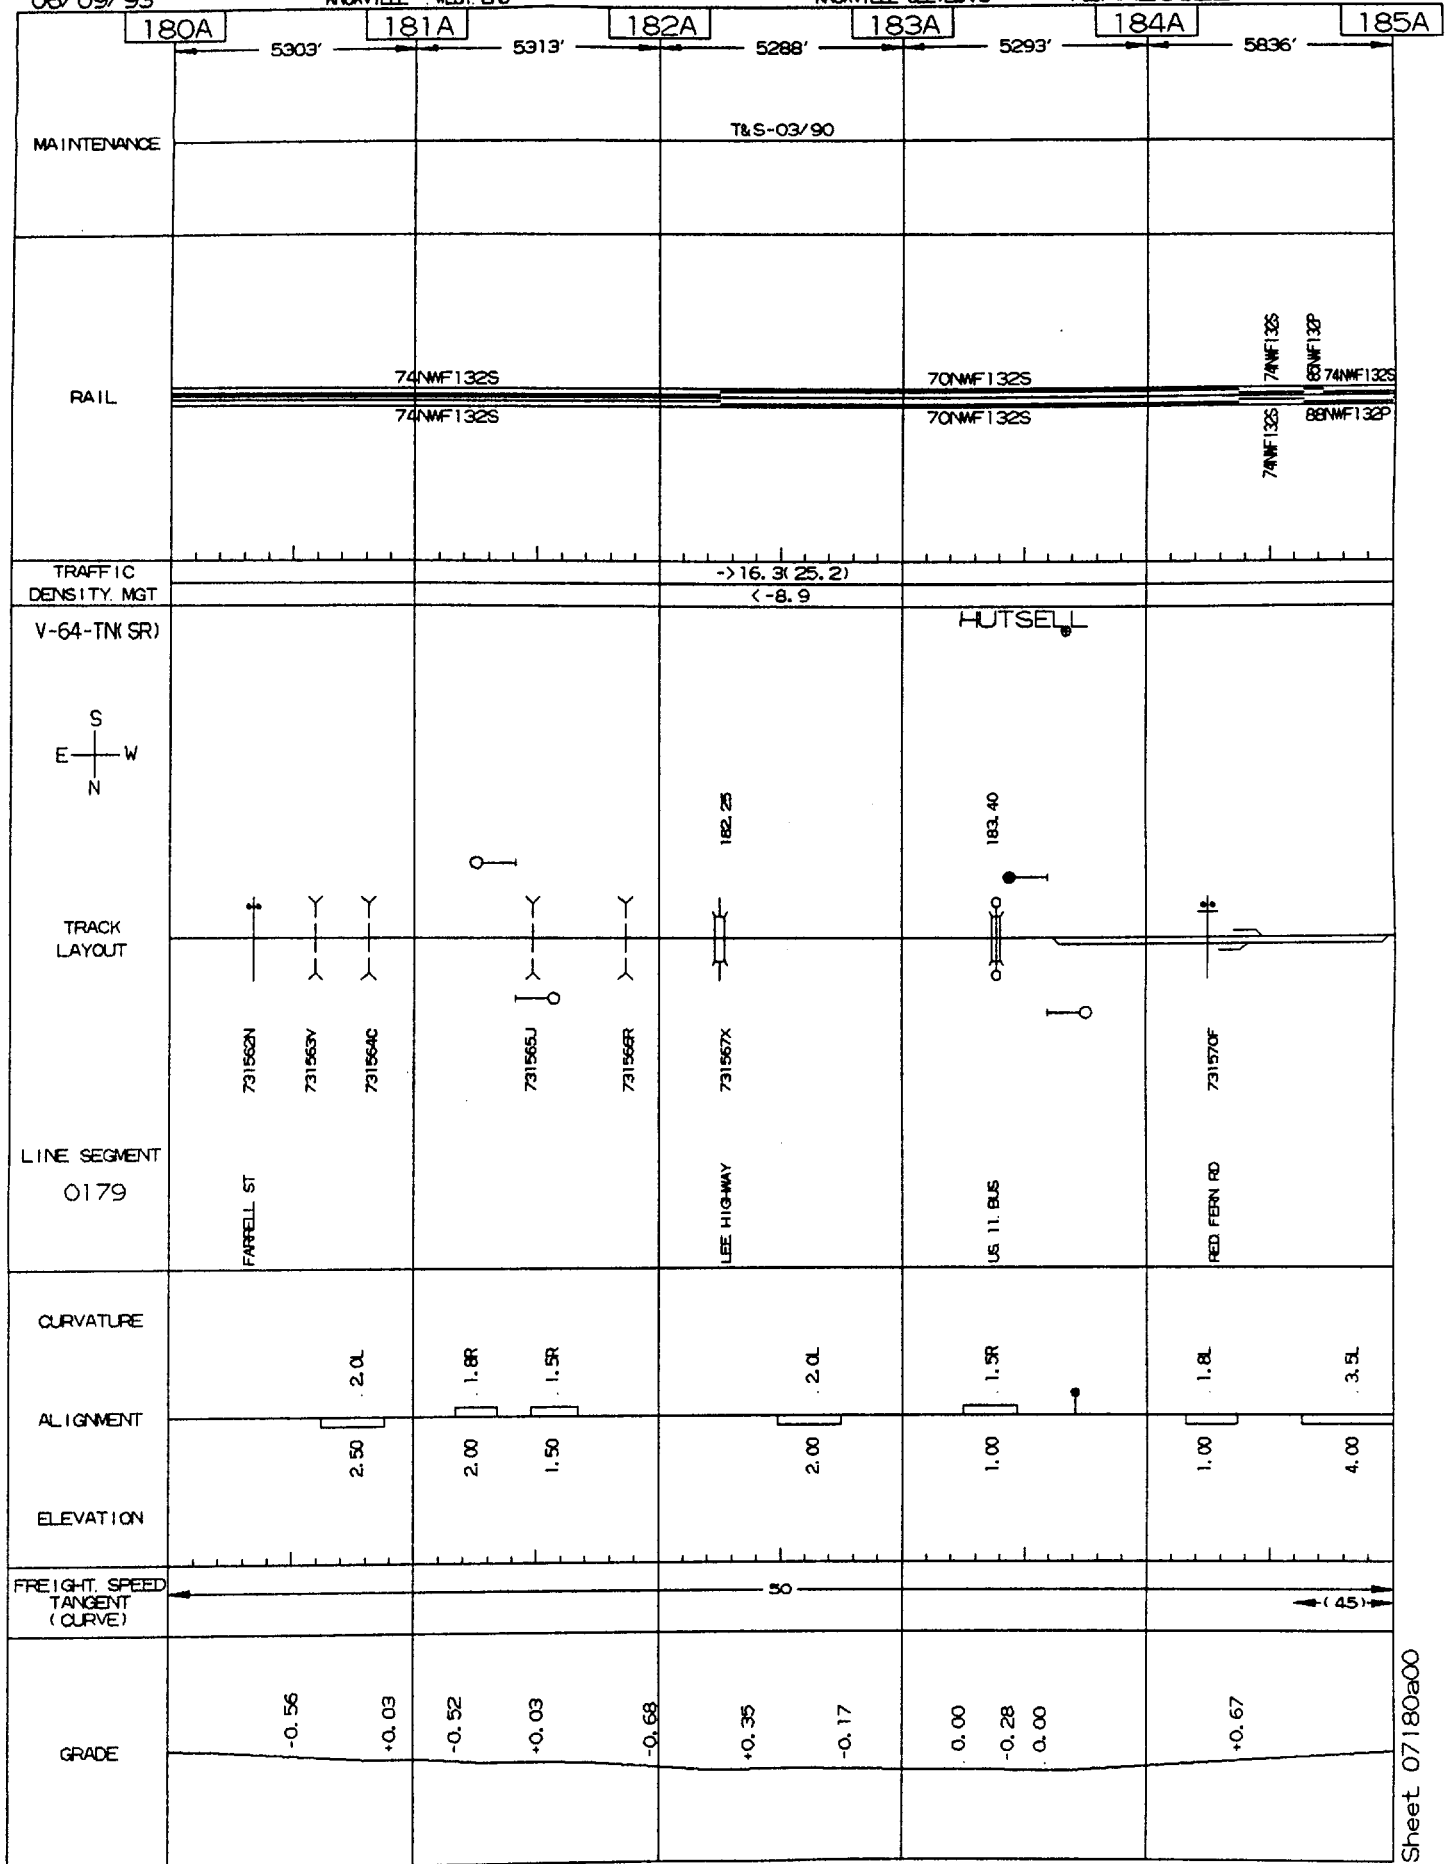 180A 181A 182A 183A 184A 185A
5303' 5313' 5288' 5293' 5836'
MAINTENANCE
T&S-03/90
RAIL
74NWF132S 70NWF132S 74NWF132S 85NWF132P 74NWF132S
74NWF132S 70NWF132S 74NWF132S 88NWF132P
TRAFFIC
DENSITY. MGT
->16.3(25.2)
<-8.9
V-64-TN(SR)
HUTSELL
S
E W
N
182.25 183.40
TRACK
LAYOUT
731562N 731563V 731564C 731565J 731566R 731567X 731570F
LINE SEGMENT
0179
FARRELL ST LEE HIGHWAY US 11 BUS RED FERN RD
CURVATURE
2.0L 1.8R 1.5R 2.0L 1.5R 1.8L 3.5L
ALIGNMENT
2.50 2.00 1.50 2.00 1.00 1.00 4.00
ELEVATION
FREIGHT. SPEED
TANGENT
(CURVE)
50
(45)
GRADE
-0.56 +0.03 -0.52 +0.03 -0.68 +0.35 -0.17 0.00 -0.28 0.00 +0.67
Sheet 07180a00